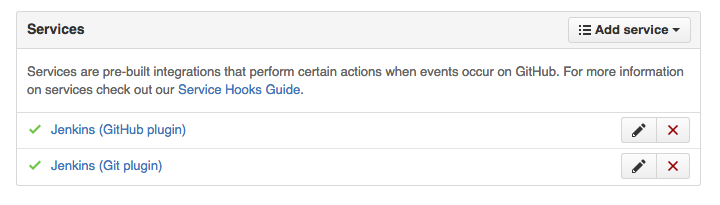 Services
Add service
Services are pre-built integrations that perform certain actions when events occur on GitHub. For more information
on services check out our Service Hooks Guide.
Jenkins (GitHub plugin)
Jenkins (Git plugin)